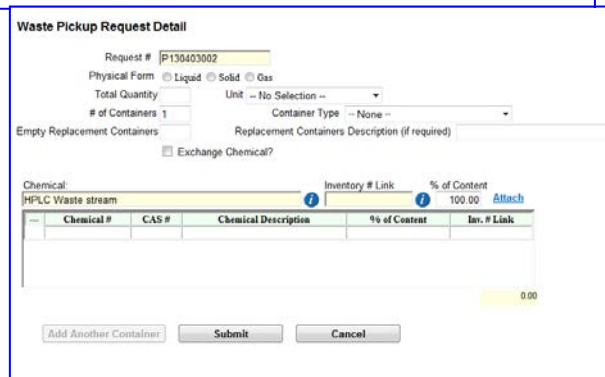 Waste Pickup Request Detail
Request # P130403002
Physical Form Liquid Solid Gas
Total Quantity Unit -- No Selection --
# of Containers 1 Container Type -- None --
Empty Replacement Containers Replacement Containers Description (if required)
Exchange Chemical?
Chemical: Inventory # Link % of Content
HPLC Waste stream i i 100.00 Attach
--- Chemical # CAS # Chemical Description % of Content Inv. # Link
0.00
Add Another Container Submit Cancel